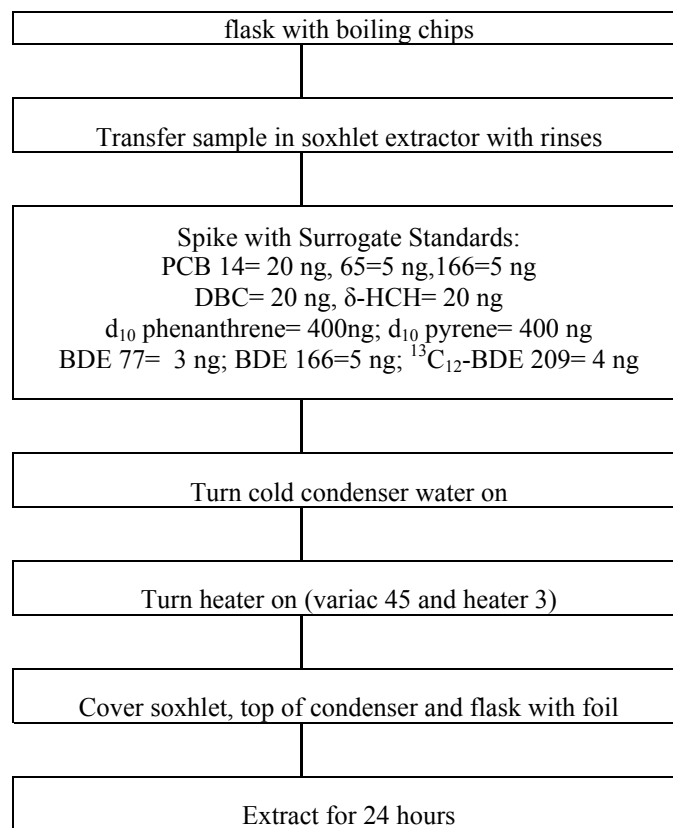 flask with boiling chips
Transfer sample in soxhlet extractor with rinses
Spike with Surrogate Standards:
PCB 14= 20 ng, 65=5 ng,166=5 ng
DBC= 20 ng, δ-HCH= 20 ng
d₁₀ phenanthrene= 400ng; d₁₀ pyrene= 400 ng
BDE 77=  3 ng; BDE 166=5 ng; ¹³C₁₂-BDE 209= 4 ng
Turn cold condenser water on
Turn heater on (variac 45 and heater 3)
Cover soxhlet, top of condenser and flask with foil
Extract for 24 hours